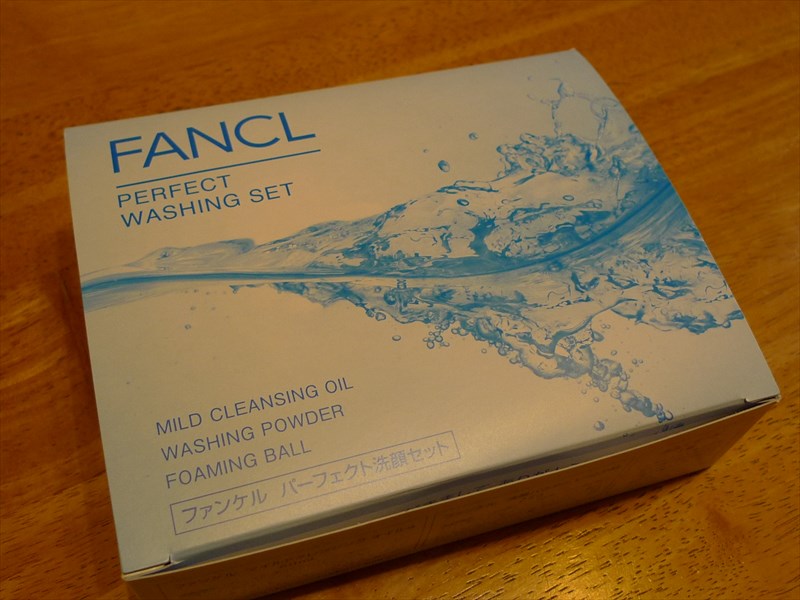 FANCL
PERFECT
WASHING SET
MILD CLEANSING OIL
WASHING POWDER
FOAMING BALL
ファンケル パーフェクト洗顔セット